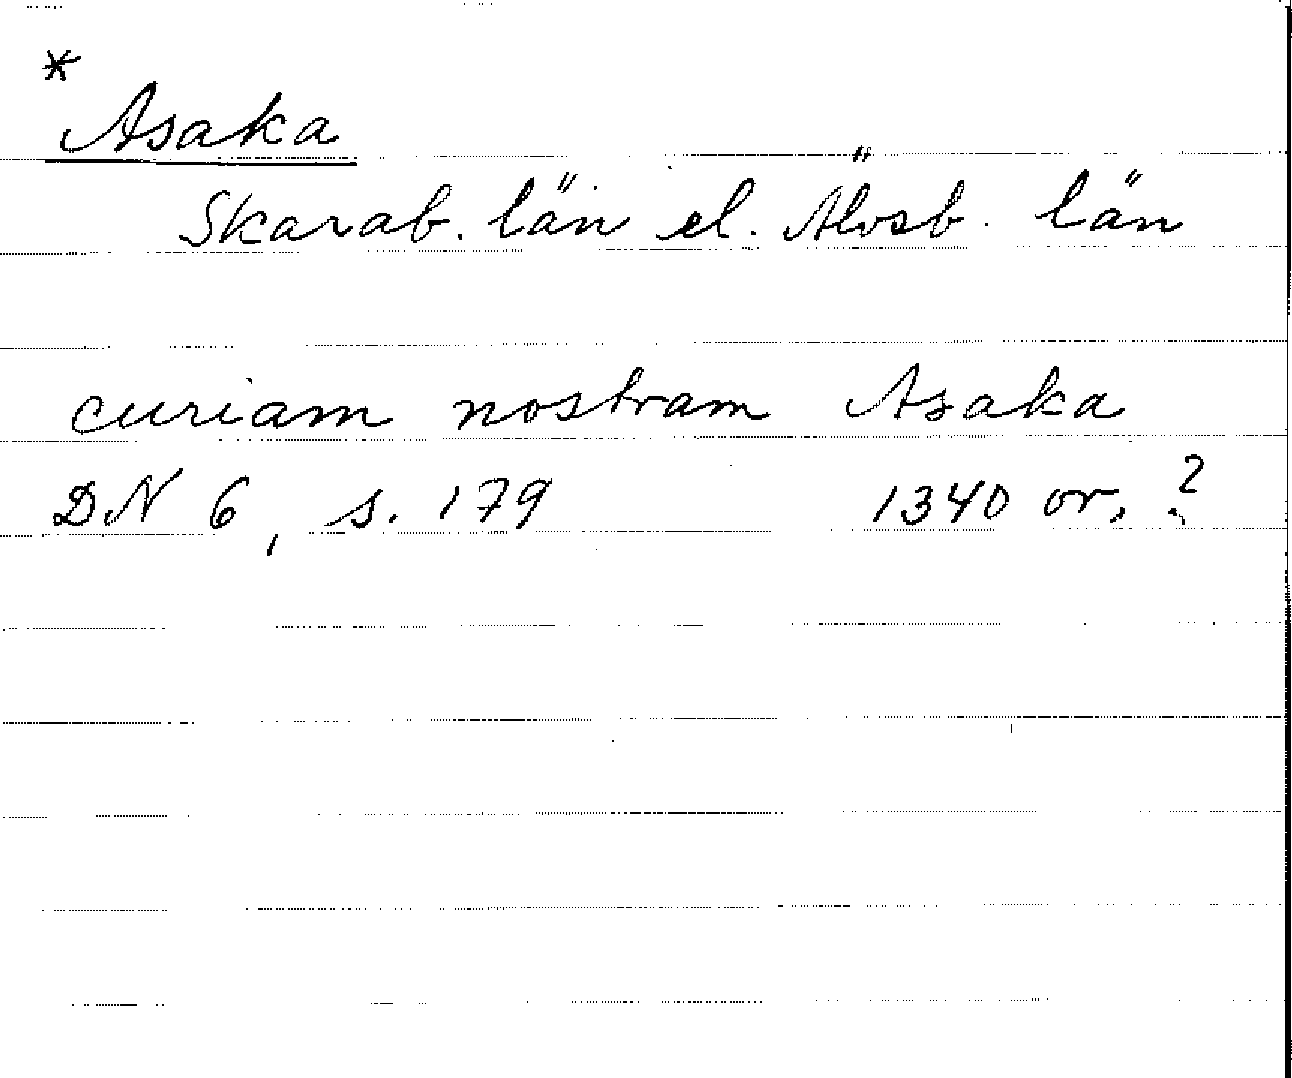 *
Asaka
Skarab. län el. Älvsb. län
curiam nostram Asaka
DN 6, s. 179 1340 or. ?